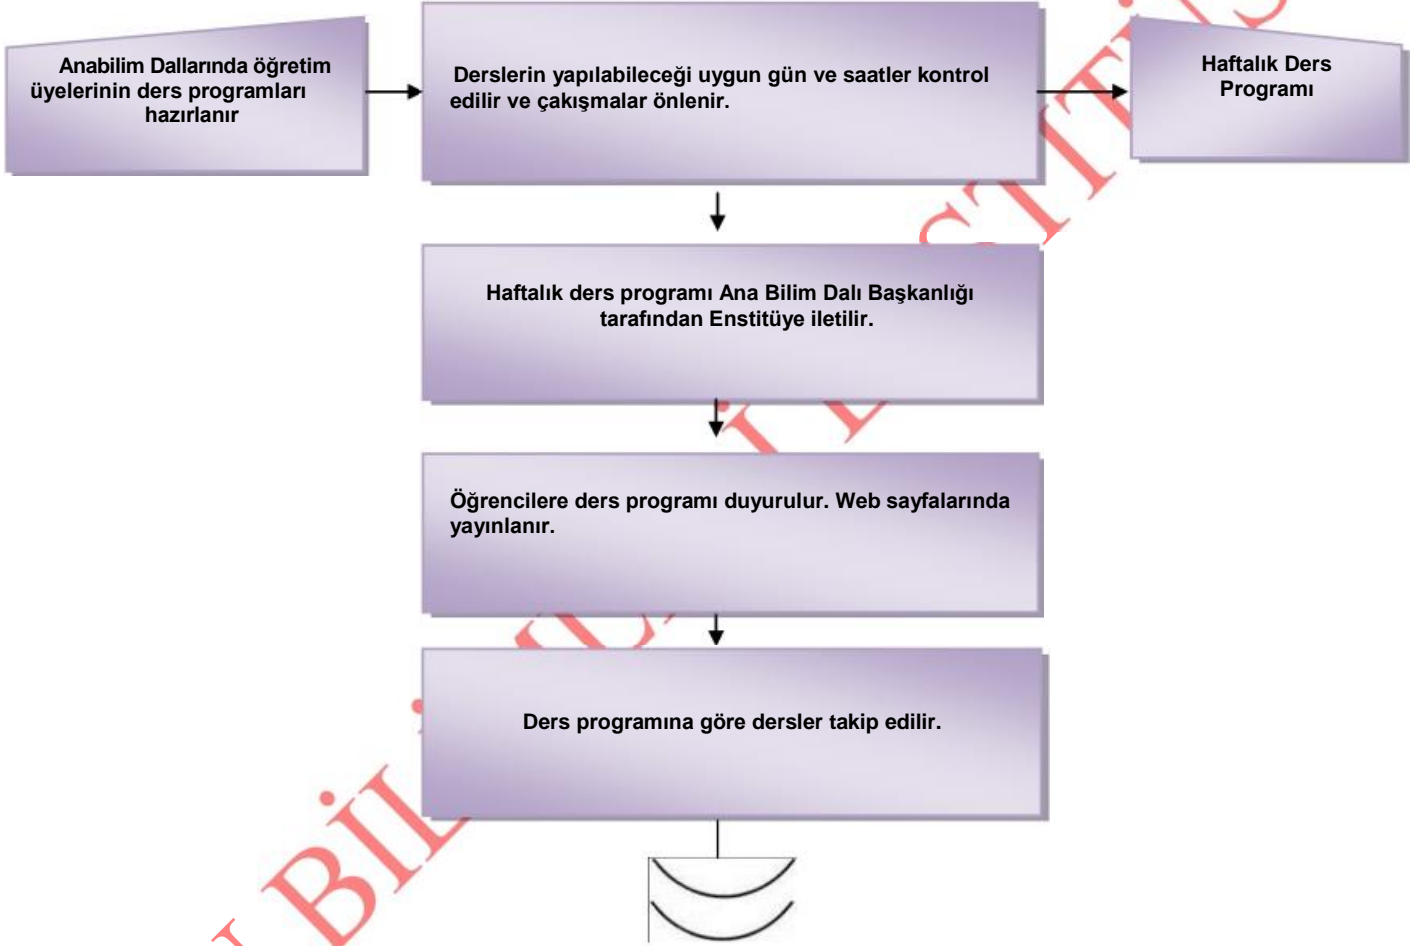 Anabilim Dallarında öğretim
üyelerinin ders programları
hazırlanır
Derslerin yapılabileceği uygun gün ve saatler kontrol
edilir ve çakışmalar önlenir.
Haftalık Ders
Programı
Haftalık ders programı Ana Bilim Dalı Başkanlığı
tarafından Enstitüye iletilir.
Öğrencilere ders programı duyurulur. Web sayfalarında
yayınlanır.
Ders programına göre dersler takip edilir.